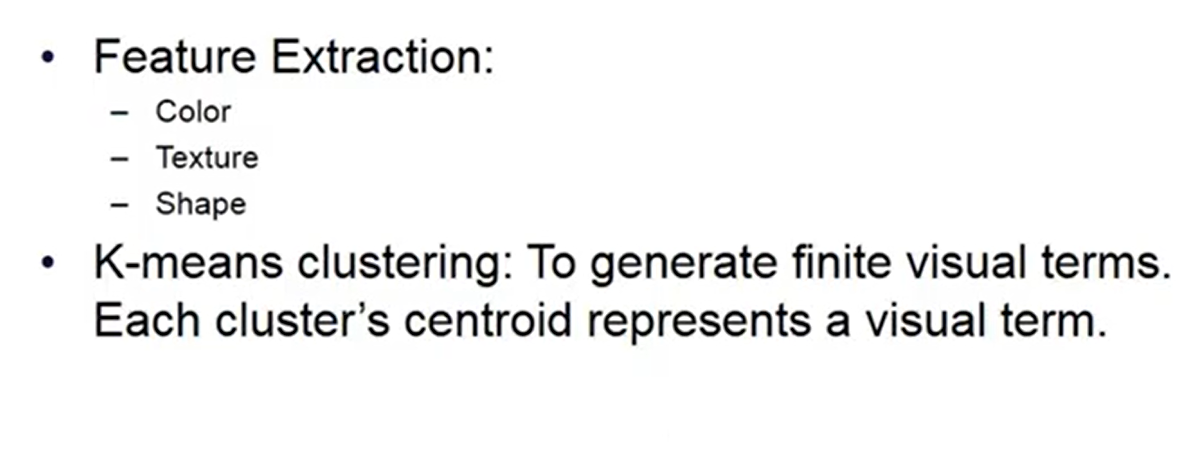 • Feature Extraction:
– Color
– Texture
– Shape
• K-means clustering: To generate finite visual terms.
Each cluster’s centroid represents a visual term.